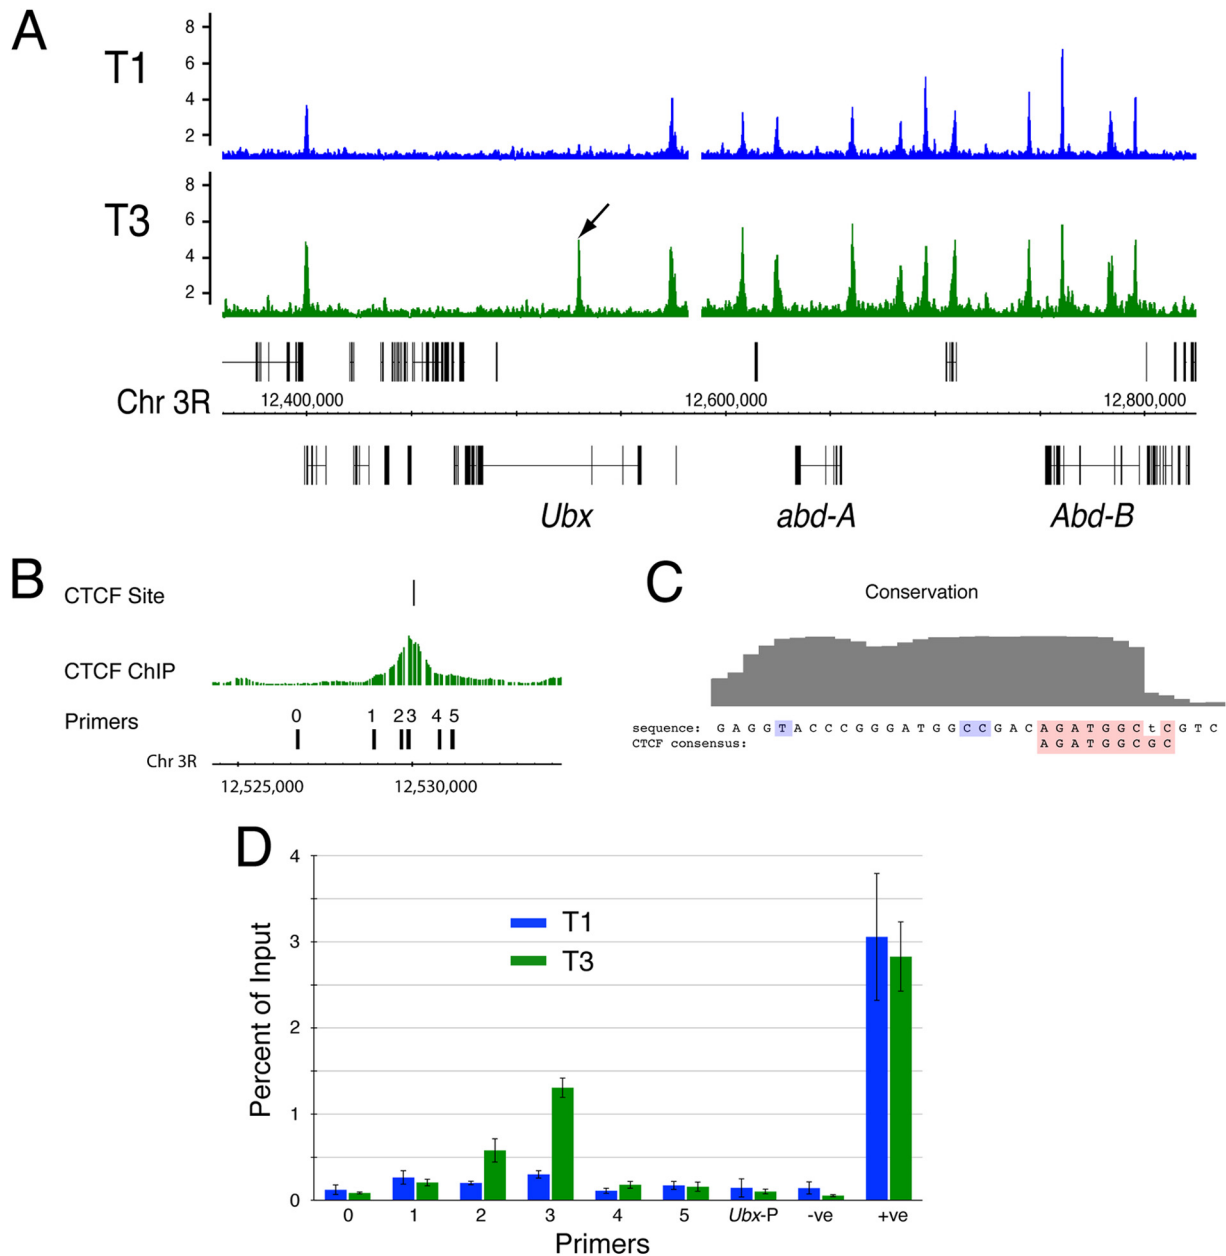 A
T1
8
6
4
2
T3
8
6
4
2
Chr 3R
12,400,000
12,600,000
12,800,000
Ubx
abd-A
Abd-B
B
CTCF Site
CTCF ChIP
Primers
0 1 2 3 4 5
Chr 3R
12,525,000
12,530,000
C
Conservation
sequence: G A G G T A C C C G G G A T G G C C G A C A G A T G G C t C G T C
CTCF consensus: A G A T G G C G C
D
4
3
2
1
0
Percent of Input
T1
T3
0 1 2 3 4 5 Ubx-P -ve +ve
Primers